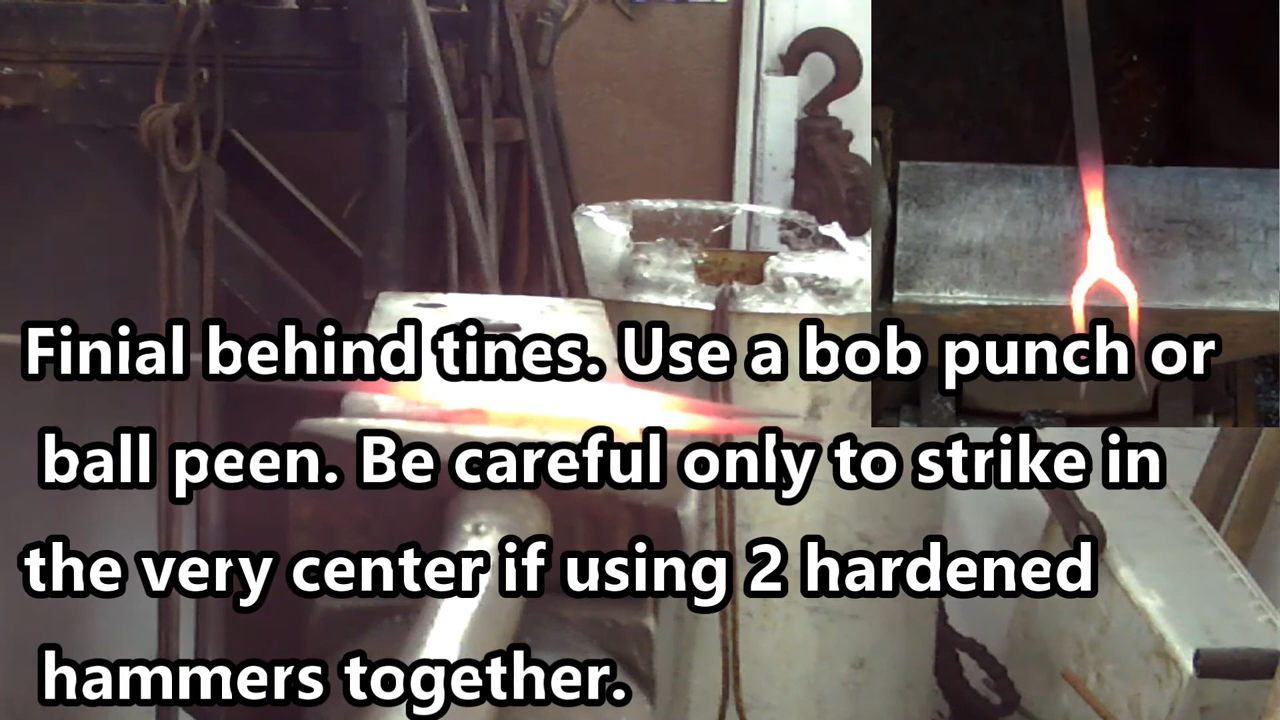 Finial behind tines. Use a bob punch or
ball peen. Be careful only to strike in
the very center if using 2 hardened
hammers together.